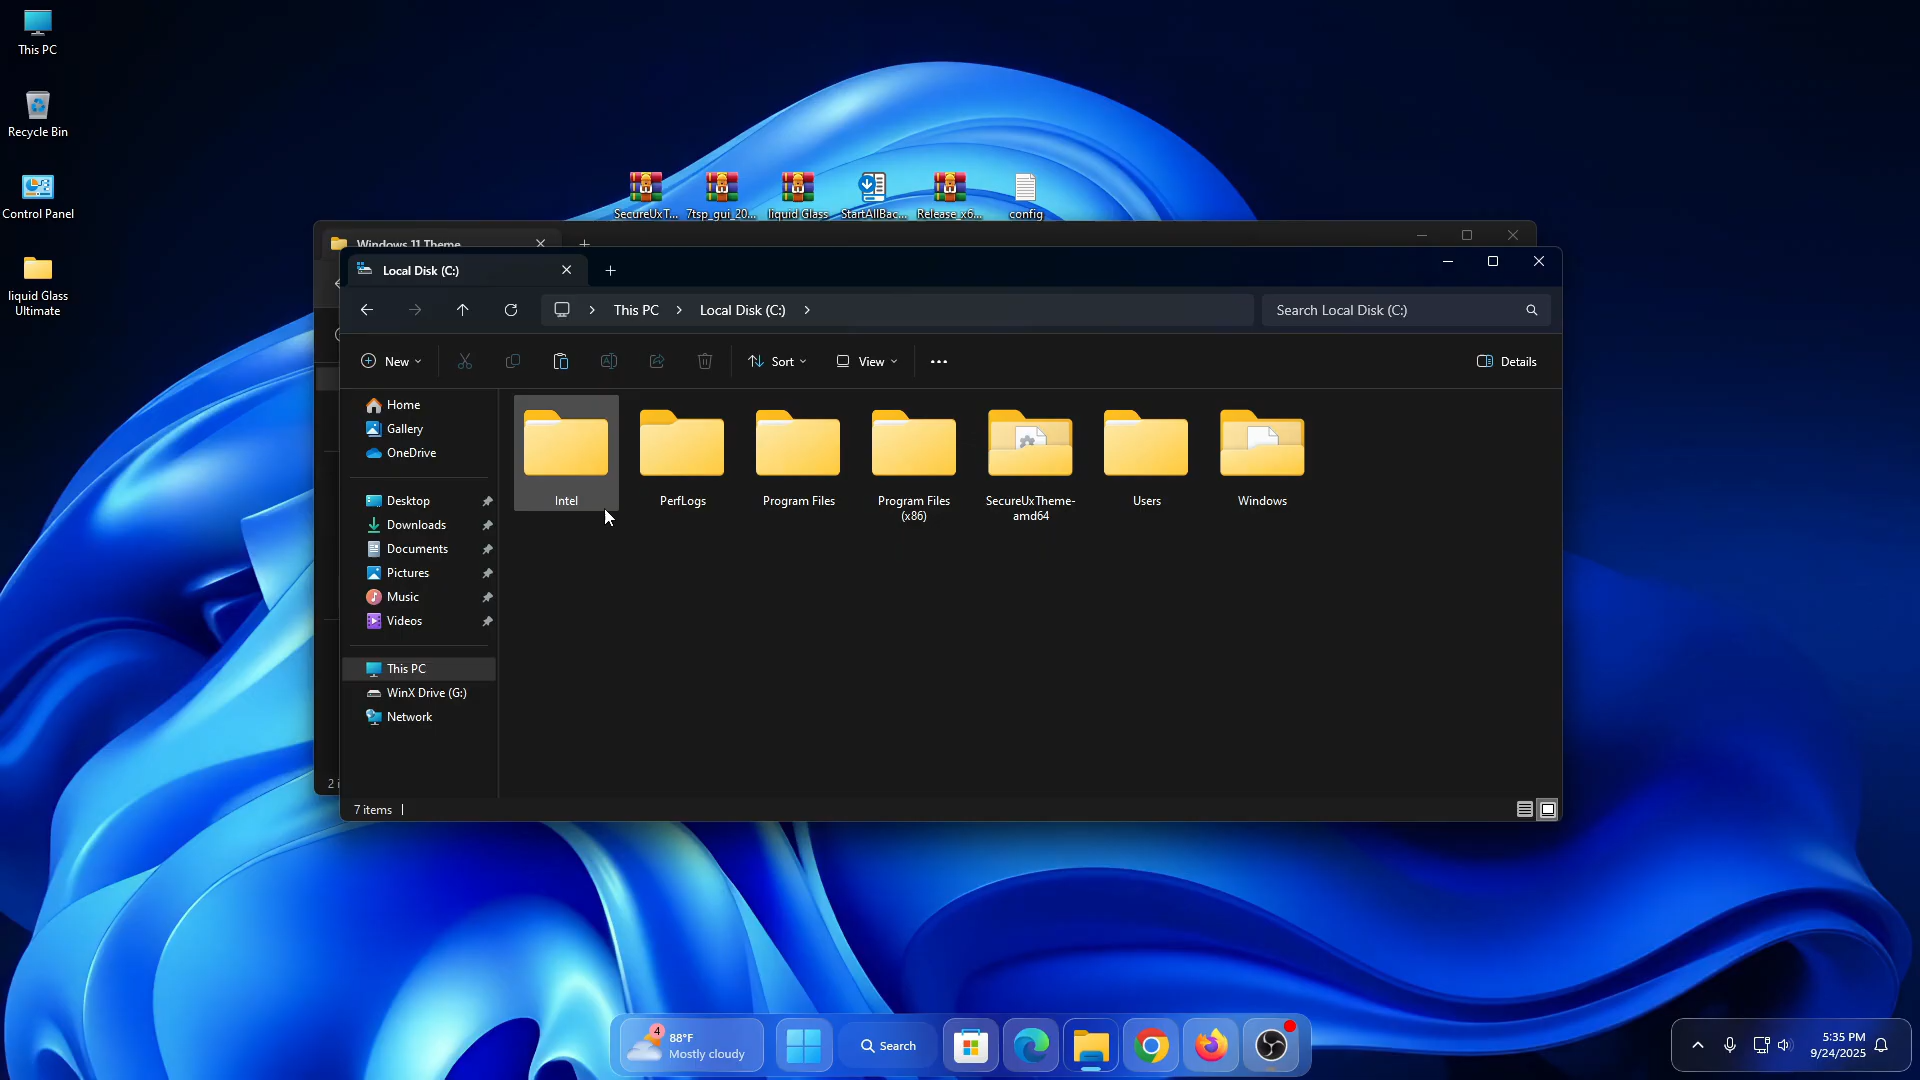 This PC
Recycle Bin
Control Panel
liquid Glass
Ultimate
SecureUxT...
7tsp_gui_20...
liquid Glass
StartAllBac...
Release_x6...
config
Windows 11 Theme
Local Disk (C:)
This PC
Local Disk (C:)
Search Local Disk (C:)
New
Sort
View
Details
Home
Gallery
OneDrive
Desktop
Downloads
Documents
Pictures
Music
Videos
This PC
WinX Drive (G:)
Network
Intel
PerfLogs
Program Files
Program Files
(x86)
SecureUxTheme-
amd64
Users
Windows
2 i
7 items
4
88°F
Mostly cloudy
Search
5:35 PM
9/24/2025